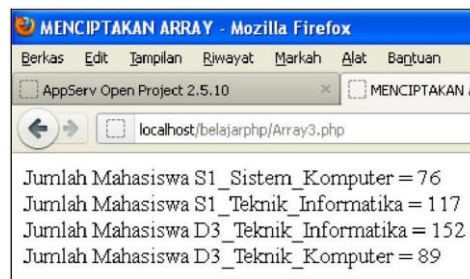 MENCIPTAKAN ARRAY - Mozilla Firefox
Berkas Edit Tampilan Riwayat Markah Alat Bantuan
AppServ Open Project 2.5.10 × MENCIPTAKAN
localhost/belajarphp/Array3.php
Jumlah Mahasiswa S1_Sistem_Komputer = 76
Jumlah Mahasiswa S1_Teknik_Informatika = 117
Jumlah Mahasiswa D3_Teknik_Informatika = 152
Jumlah Mahasiswa D3_Teknik_Komputer = 89